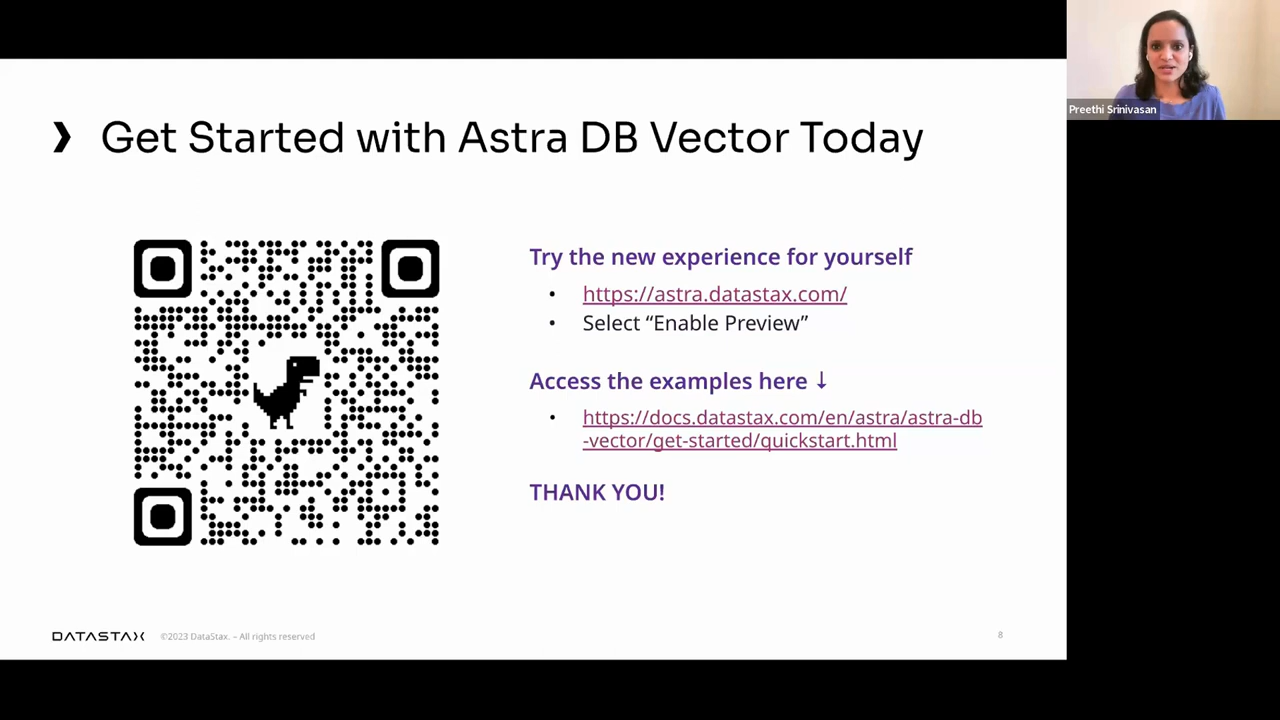 Get Started with Astra DB Vector Today
Try the new experience for yourself
• https://astra.datastax.com/
• Select “Enable Preview”
Access the examples here ↓
• https://docs.datastax.com/en/astra/astra-db
-vector/get-started/quickstart.html
THANK YOU!
DATASTAX ©2023 DataStax. – All rights reserved
8
Preethi Srinivasan